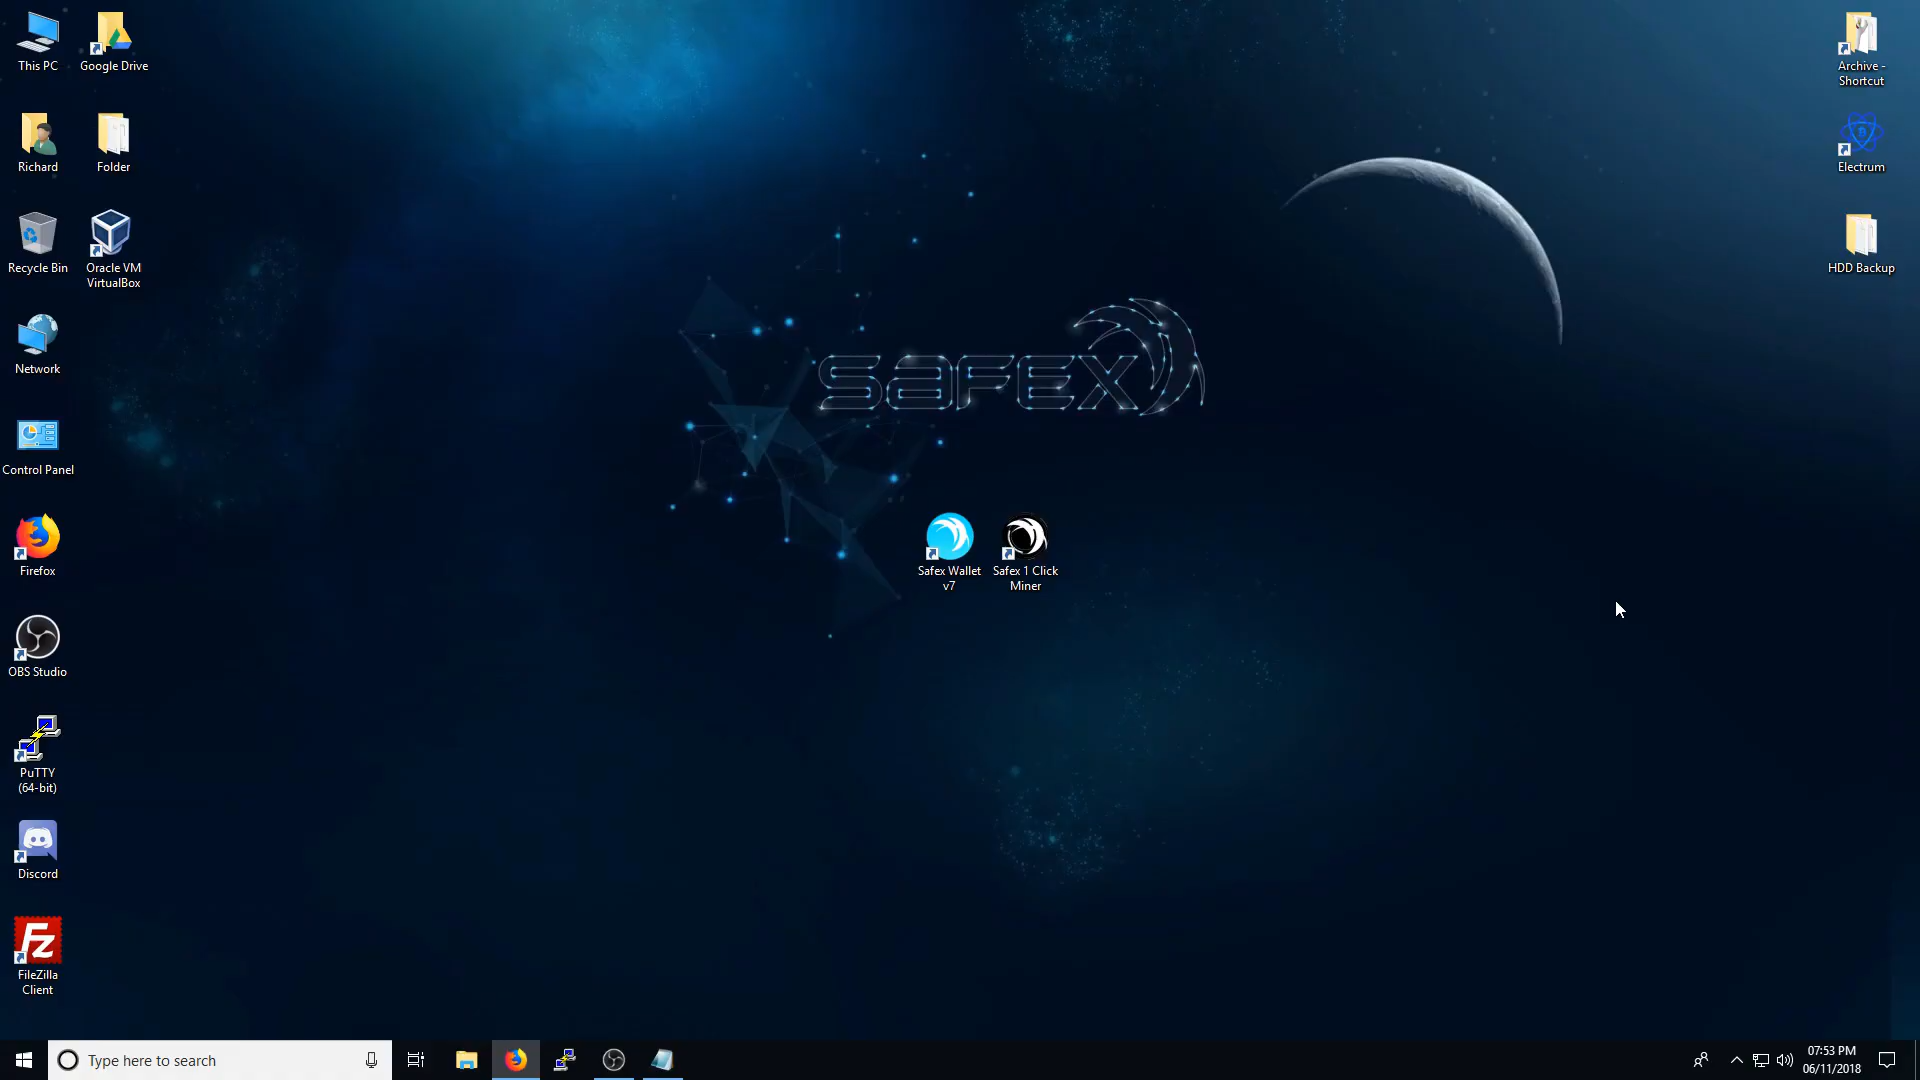 This PC
Google Drive
Archive -
Shortcut
Richard
Folder
Electrum
Recycle Bin
Oracle VM
VirtualBox
HDD Backup
Network
SAFEX
Control Panel
Firefox
Safex Wallet
v7
Safex 1 Click
Miner
OBS Studio
PuTTY
(64-bit)
Discord
Fz
FileZilla
Client
Type here to search
07:53 PM
06/11/2018